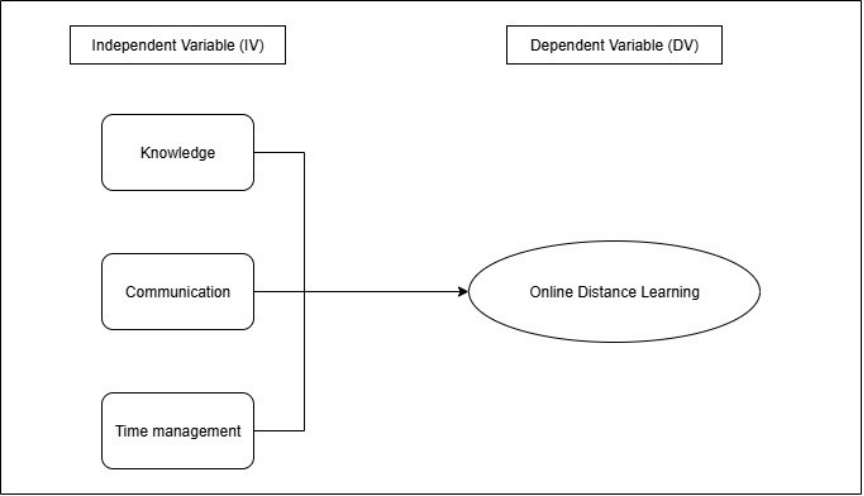 Independent Variable (IV)
Dependent Variable (DV)
Knowledge
Communication
Online Distance Learning
Time management